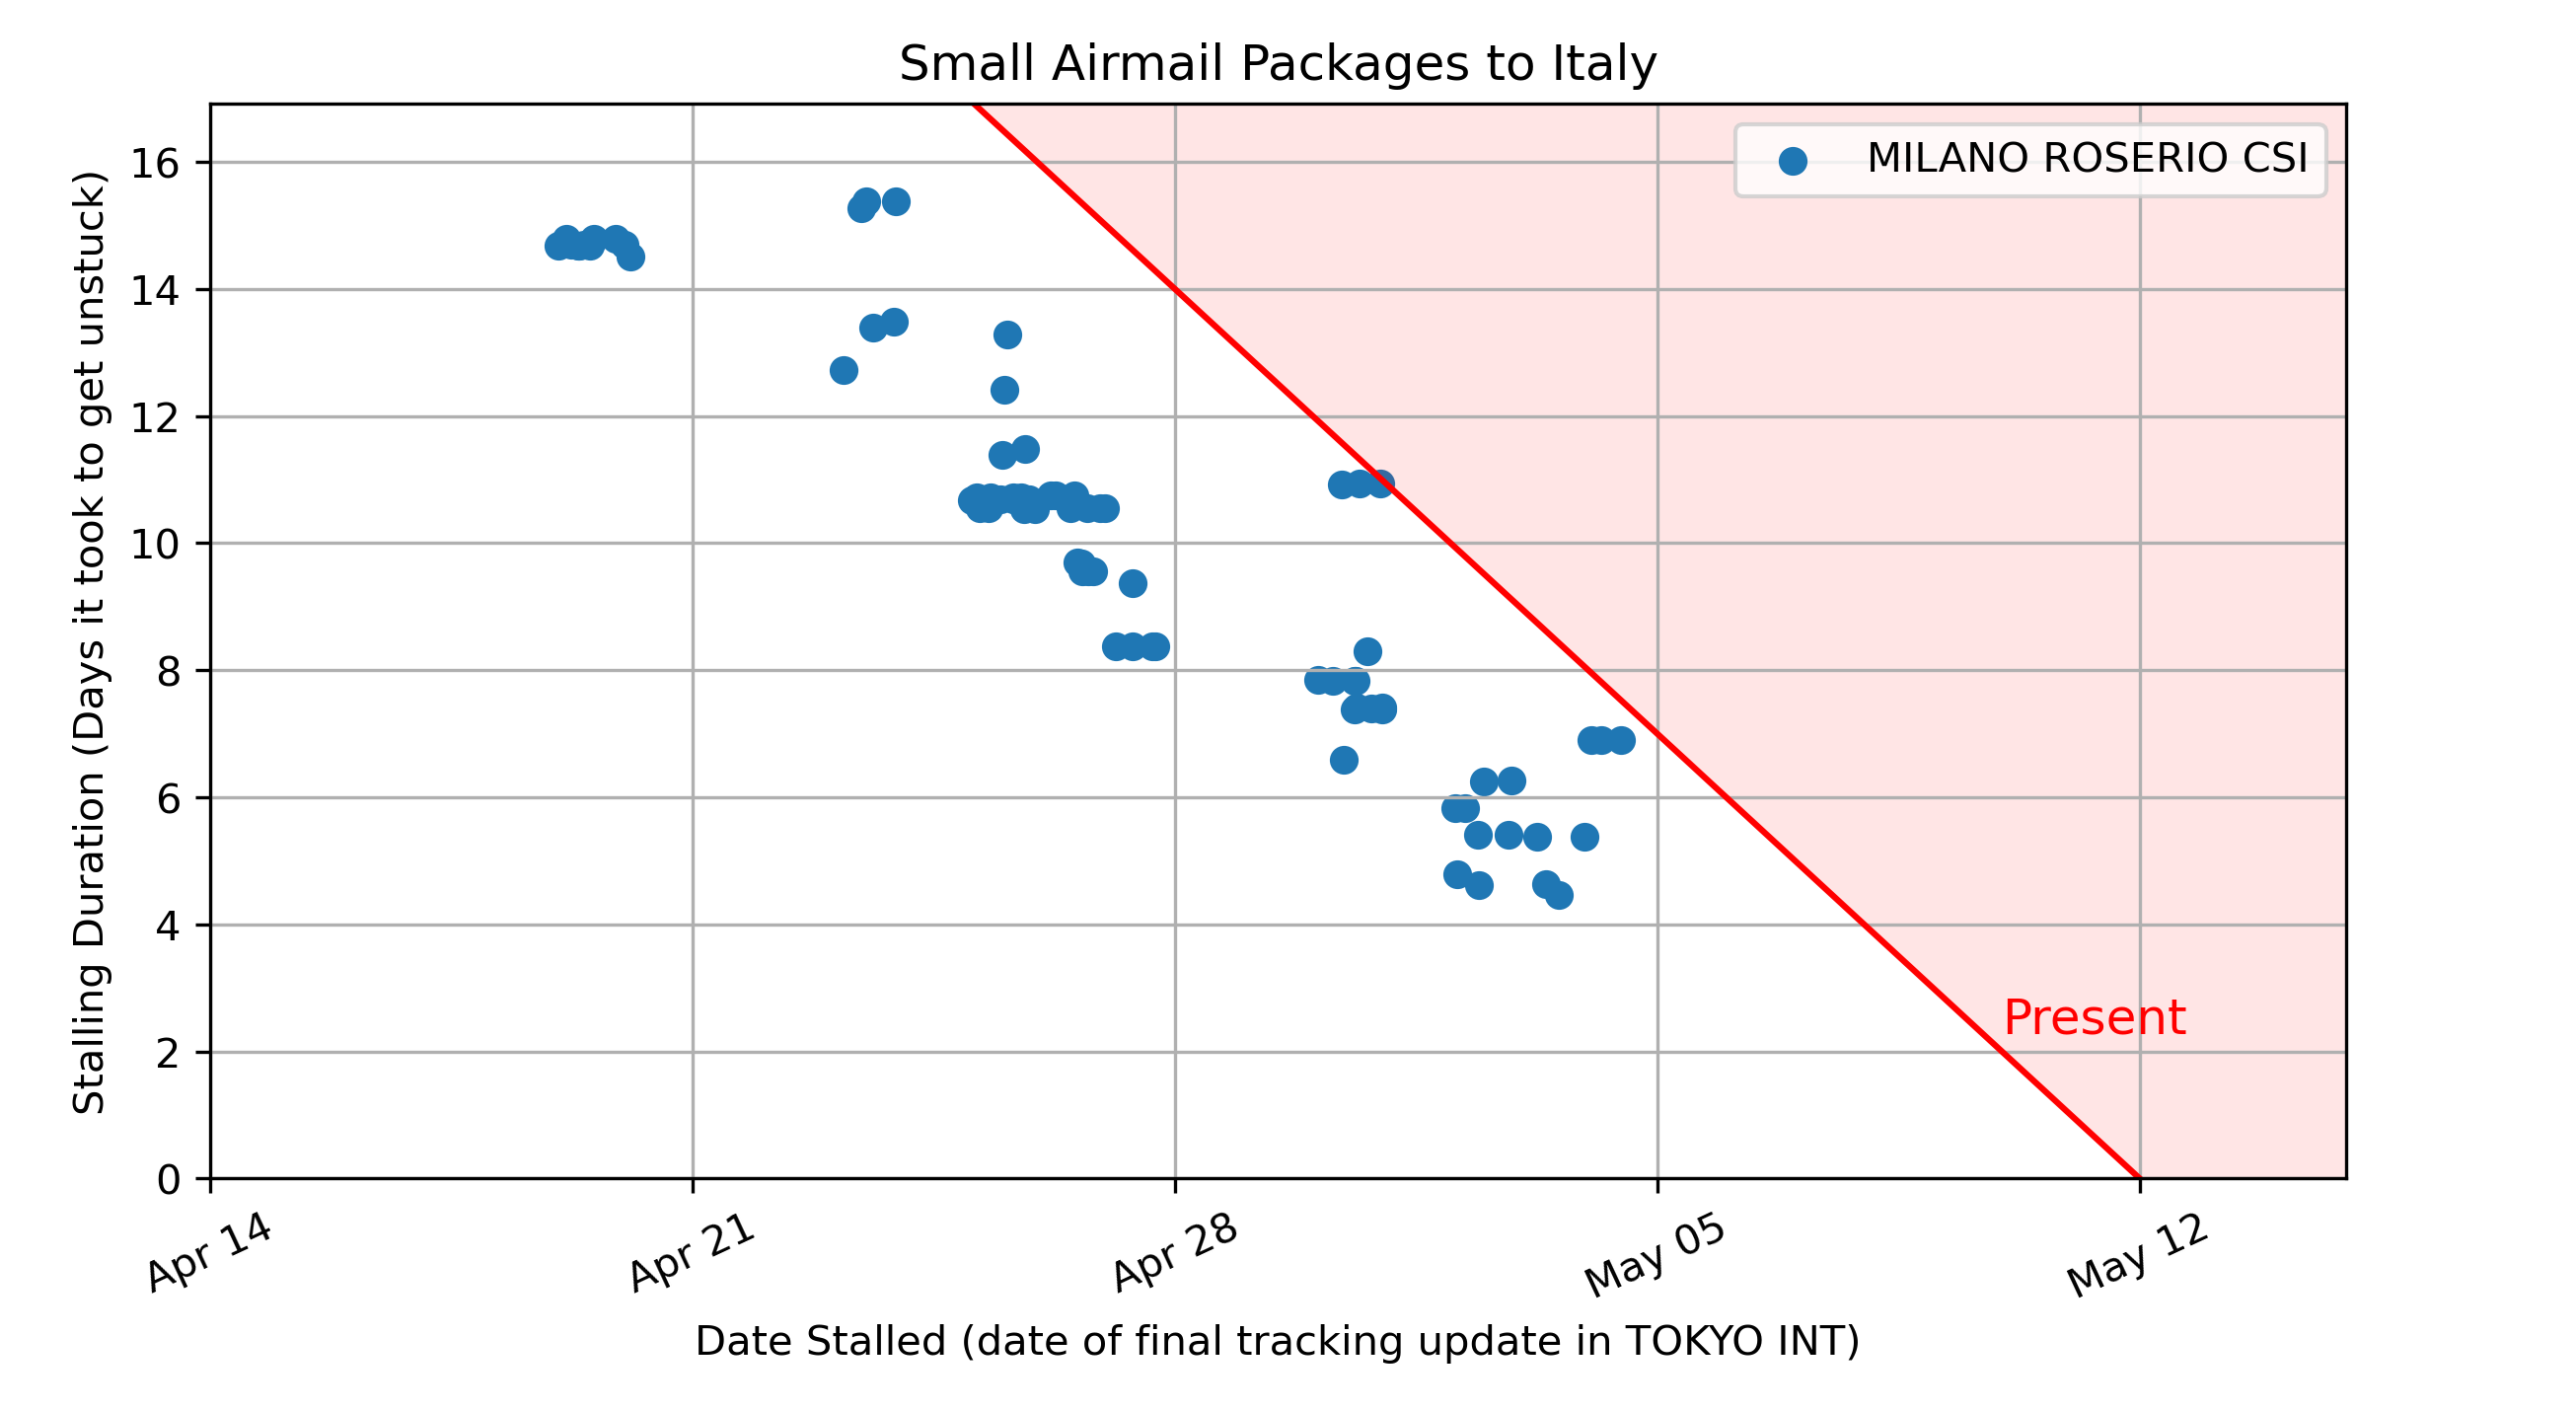 Small Airmail Packages to Italy
MILANO ROSERIO CSI
Stalling Duration (Days it took to get unstuck)
16
14
12
10
8
6
4
2
0
Present
Apr 14
Apr 21
Apr 28
May 05
May 12
Date Stalled (date of final tracking update in TOKYO INT)